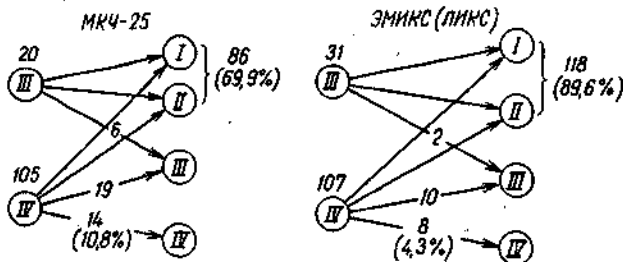 МКЧ-25
20
III
I
II
86
(69,9%)
6
III
105
IV
19
14
(10,8%)
IV
ЭМИКС (ПИКС)
31
III
I
II
118
(89,6%)
2
III
107
IV
10
8
(4,3%)
IV